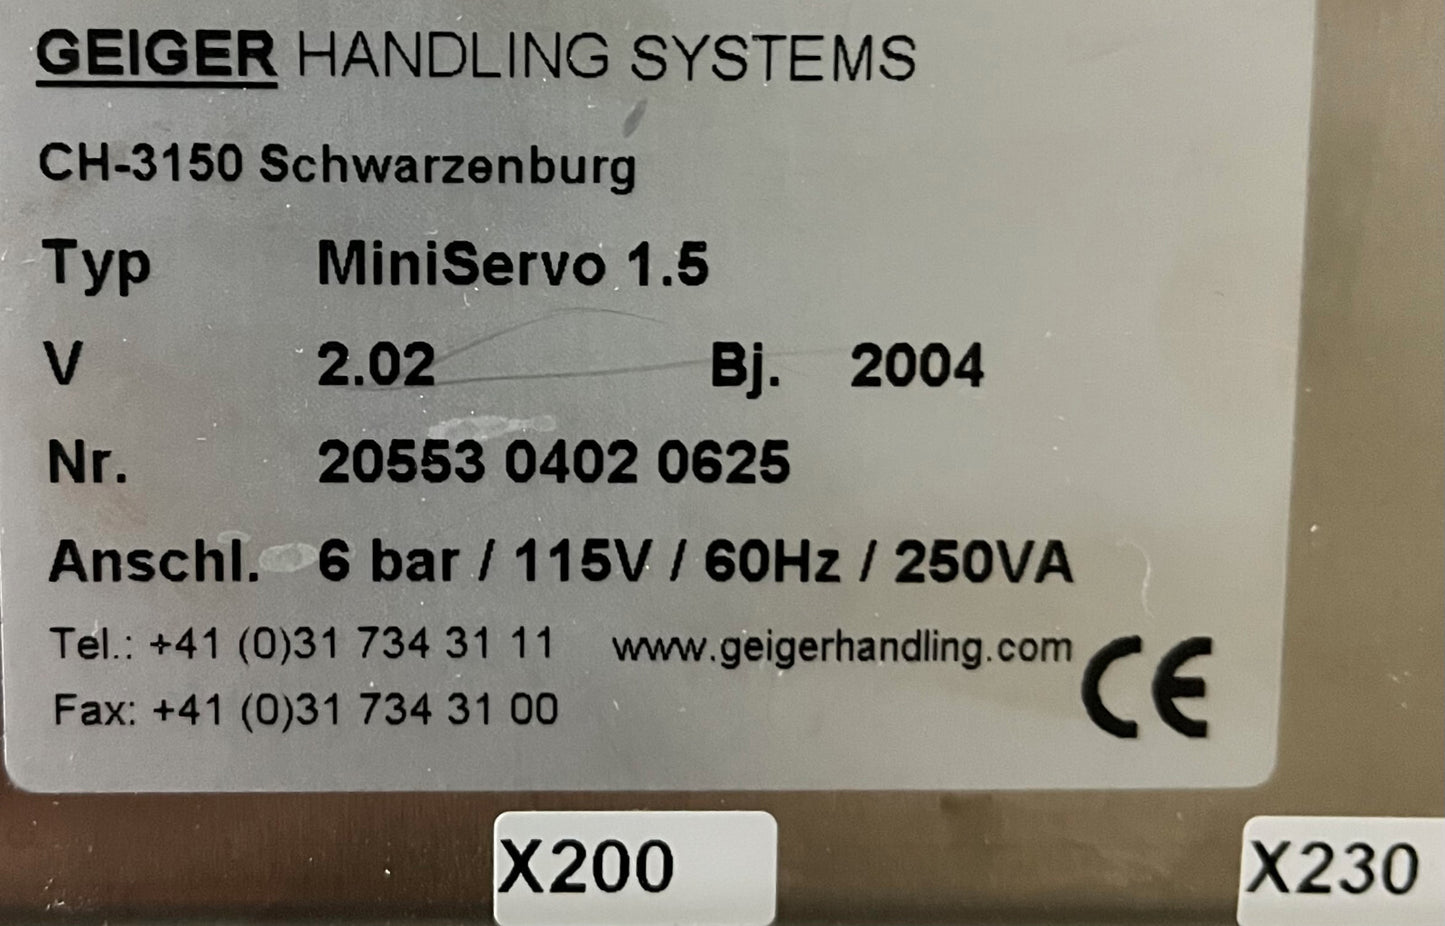 GEIGER HANDLING SYSTEMS
CH-3150 Schwarzenburg
Typ MiniServo 1.5
V 2.02 Bj. 2004
Nr. 20553 0402 0625
Anschl. 6 bar / 115V / 60Hz / 250VA
Tel.: +41 (0)31 734 31 11 www.geigerhandling.com
Fax: +41 (0)31 734 31 00 CE
X200 X230